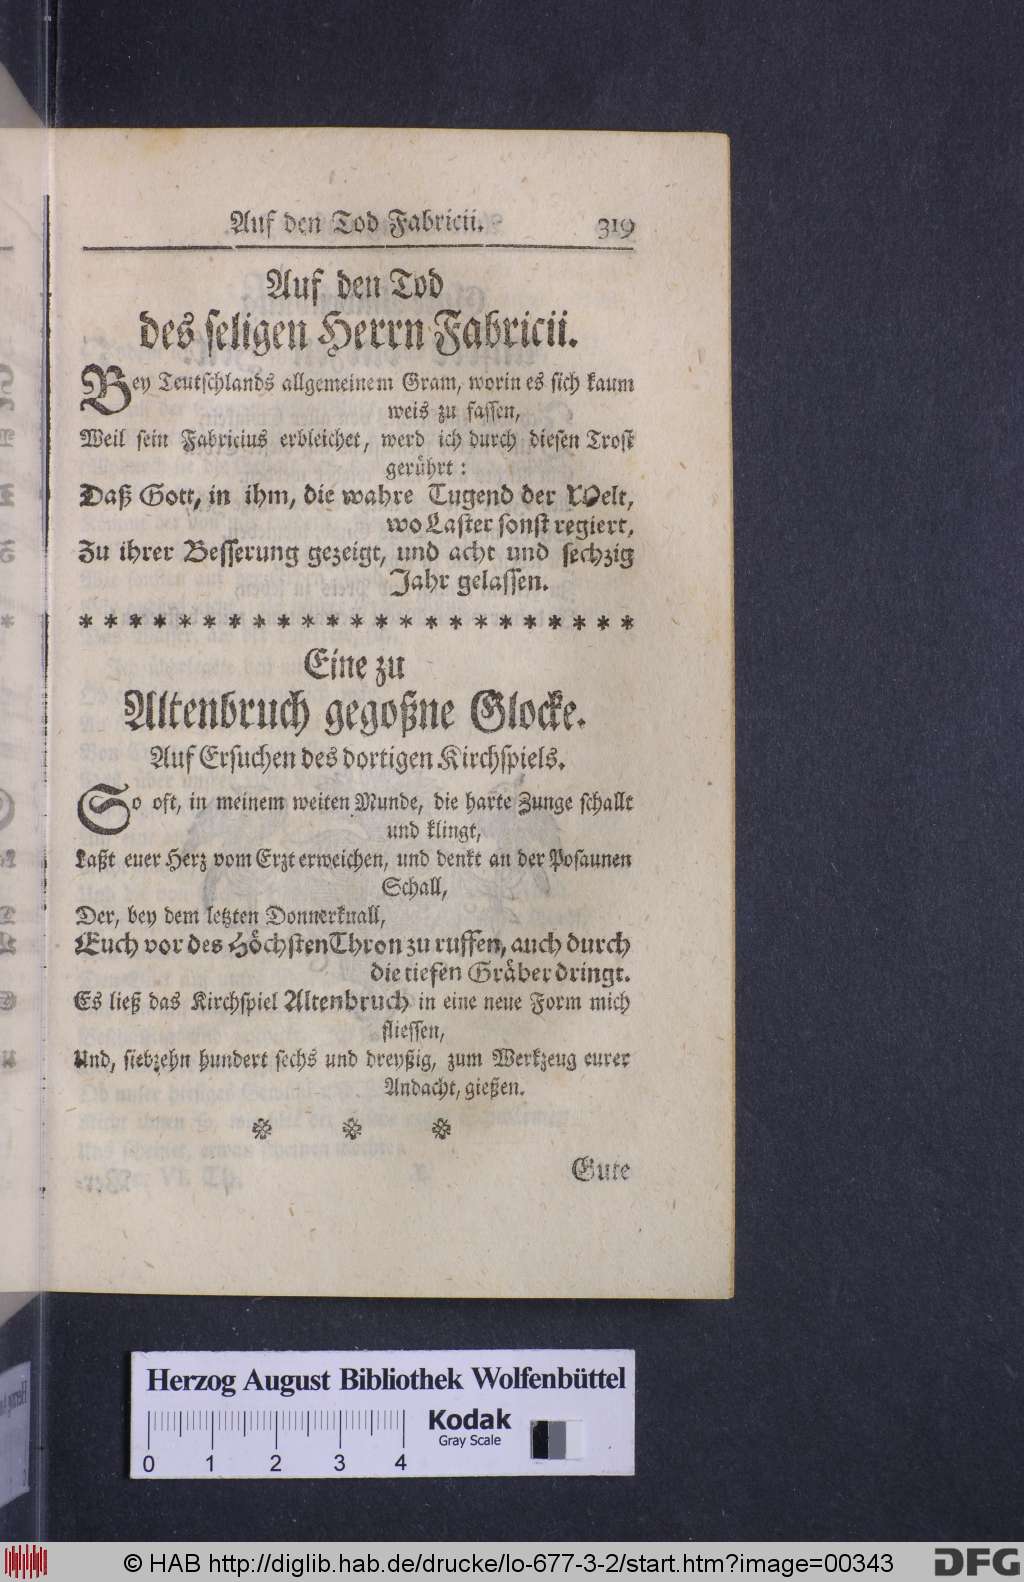 Auf den Tod Fabricii. 319
Auf den Tod
des seligen Herrn Fabricii.
Bey Teutschlands allgemeinem Gram, worin es sich kaum
weis zu fassen,
Weil sein Fabricius erbleichet, werd ich durch diesen Trost
gerührt:
Daß Gott, in ihm, die wahre Tugend der Welt,
wo Laster sonst regiert,
Zu ihrer Besserung gezeigt, und acht und sechzig
Jahr gelassen.
* * * * * * * * * * * * * * * * * * * * * * *
Eine zu
Altenbruch gegoßne Glocke.
Auf Ersuchen des dortigen Kirchspiels.
So oft, in meinem weiten Munde, die harte Zunge schallt
und klingt,
Laßt euer Herz vom Erzt erweichen, und denkt an der Posaunen
Schall,
Der, bey dem letzten Donnerknall,
Euch vor des Höchsten Thron zu ruffen, auch durch
die tiefen Gräber dringt.
Es ließ das Kirchspiel Altenbruch in eine neue Form mich
fliessen,
Und, siebzehn hundert sechs und dreyßig, zum Werkzeug eurer
Andacht, gießen.
* * *
Gute
Herzog August Bibliothek Wolfenbüttel
Kodak
Gray Scale
0 1 2 3 4
© HAB http://diglib.hab.de/drucke/lo-677-3-2/start.htm?image=00343
DFG